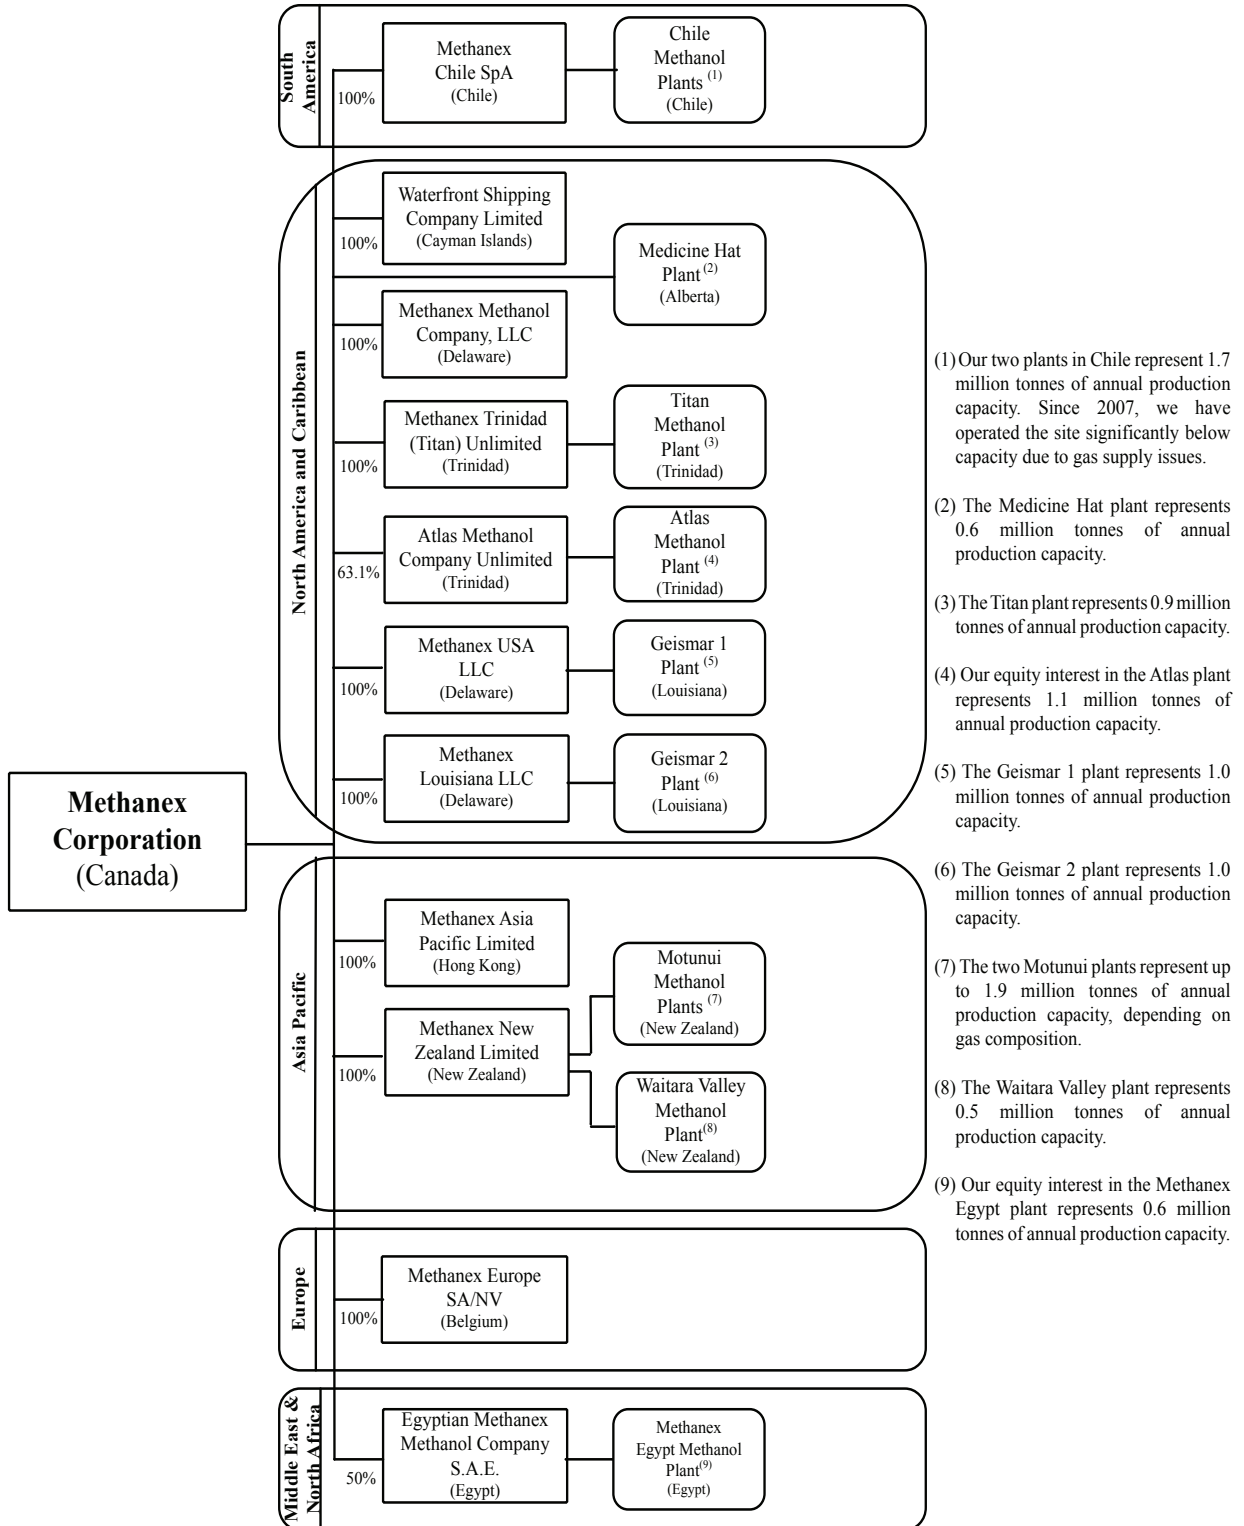 Methanex
Corporation
(Canada)
South
America
100%
Methanex
Chile SpA
(Chile)
Chile
Methanol
Plants (1)
(Chile)
North America and Caribbean
100%
Waterfront Shipping
Company Limited
(Cayman Islands)
Medicine Hat
Plant (2)
(Alberta)
100%
Methanex Methanol
Company, LLC
(Delaware)
100%
Methanex Trinidad
(Titan) Unlimited
(Trinidad)
Titan
Methanol
Plant (3)
(Trinidad)
63.1%
Atlas Methanol
Company Unlimited
(Trinidad)
Atlas
Methanol
Plant (4)
(Trinidad)
100%
Methanex USA
LLC
(Delaware)
Geismar 1
Plant (5)
(Louisiana)
100%
Methanex
Louisiana LLC
(Delaware)
Geismar 2
Plant (6)
(Louisiana)
Asia Pacific
100%
Methanex Asia
Pacific Limited
(Hong Kong)
100%
Methanex New
Zealand Limited
(New Zealand)
Motunui
Methanol
Plants (7)
(New Zealand)
Waitara Valley
Methanol
Plant(8)
(New Zealand)
Europe
100%
Methanex Europe
SA/NV
(Belgium)
Middle East &
North Africa
50%
Egyptian Methanex
Methanol Company
S.A.E.
(Egypt)
Methanex
Egypt Methanol
Plant(9)
(Egypt)
(1) Our two plants in Chile represent 1.7
million tonnes of annual production
capacity. Since 2007, we have
operated the site significantly below
capacity due to gas supply issues.
(2) The Medicine Hat plant represents
0.6 million tonnes of annual
production capacity.
(3) The Titan plant represents 0.9 million
tonnes of annual production capacity.
(4) Our equity interest in the Atlas plant
represents 1.1 million tonnes of
annual production capacity.
(5) The Geismar 1 plant represents 1.0
million tonnes of annual production
capacity.
(6) The Geismar 2 plant represents 1.0
million tonnes of annual production
capacity.
(7) The two Motunui plants represent up
to 1.9 million tonnes of annual
production capacity, depending on
gas composition.
(8) The Waitara Valley plant represents
0.5 million tonnes of annual
production capacity.
(9) Our equity interest in the Methanex
Egypt plant represents 0.6 million
tonnes of annual production capacity.